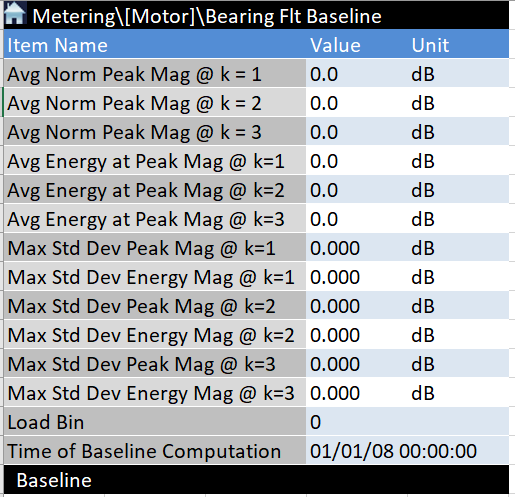 Metering\[Motor]\Bearing Flt Baseline
Item Name Value Unit
Avg Norm Peak Mag @ k = 1 0.0 dB
Avg Norm Peak Mag @ k = 2 0.0 dB
Avg Norm Peak Mag @ k = 3 0.0 dB
Avg Energy at Peak Mag @ k=1 0.0 dB
Avg Energy at Peak Mag @ k=2 0.0 dB
Avg Energy at Peak Mag @ k=3 0.0 dB
Max Std Dev Peak Mag @ k=1 0.000 dB
Max Std Dev Energy Mag @ k=1 0.000 dB
Max Std Dev Peak Mag @ k=2 0.000 dB
Max Std Dev Energy Mag @ k=2 0.000 dB
Max Std Dev Peak Mag @ k=3 0.000 dB
Max Std Dev Energy Mag @ k=3 0.000 dB
Load Bin 0
Time of Baseline Computation 01/01/08 00:00:00
Baseline